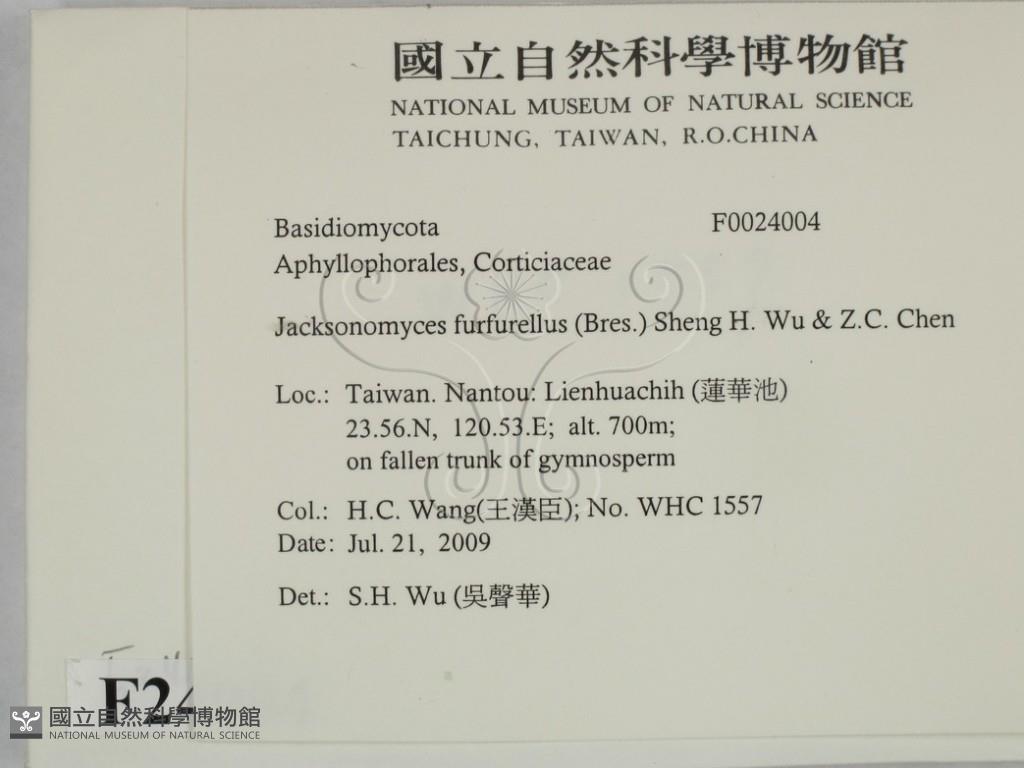 國立自然科學博物館
NATIONAL MUSEUM OF NATURAL SCIENCE
TAICHUNG, TAIWAN, R.O.CHINA
Basidiomycota F0024004
Aphyllophorales, Corticiaceae
Jacksonomyces furfurellus (Bres.) Sheng H. Wu & Z.C. Chen
Loc.: Taiwan. Nantou: Lienhuachih (蓮華池)
23.56.N, 120.53.E; alt. 700m;
on fallen trunk of gymnosperm
Col.: H.C. Wang(王漢臣); No. WHC 1557
Date: Jul. 21, 2009
Det.: S.H. Wu (吳聲華)
F24
國立自然科學博物館
NATIONAL MUSEUM OF NATURAL SCIENCE